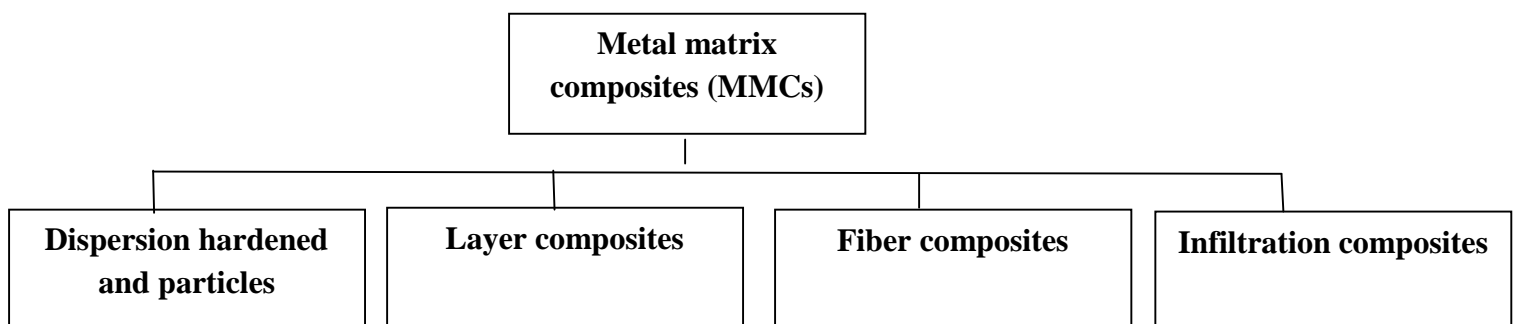 Metal matrix
composites (MMCs)
Dispersion hardened
and particles
Layer composites
Fiber composites
Infiltration composites